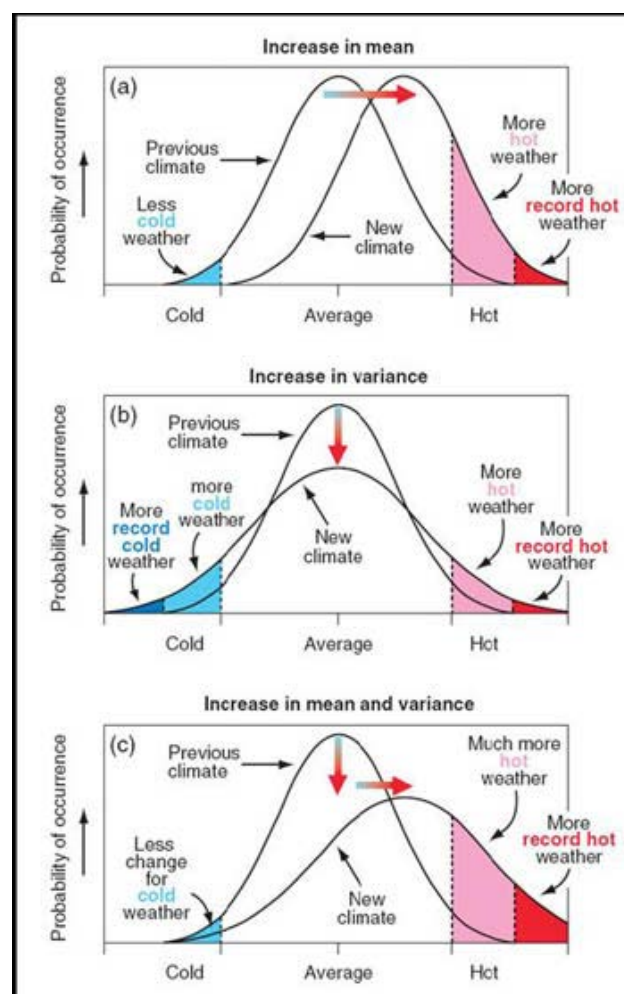 Increase in mean
(a)
Probability of occurrence
Previous
climate
Less
cold
weather
New
climate
More
hot
weather
More
record hot
weather
Cold
Average
Hct
Increase in variance
(b)
Probability of occurrence
Previous
climate
More
record
cold
weather
more
cold
weather
New
climate
More
hot
weather
More
record hot
weather
Cold
Average
Hct
Increase in mean and variance
(c)
Probability of occurrence
Previous
climate
Less
change
for
cold
weather
New
climate
Much more
hot
weather
More
record hot
weather
Cold
Average
Hct